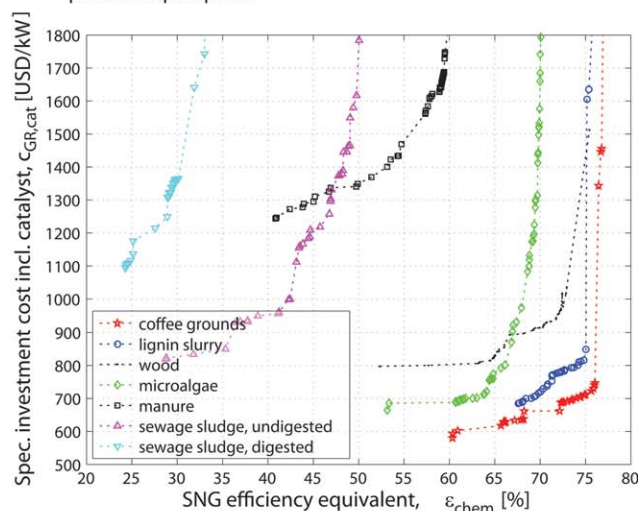 1800
1700
1600
1500
1400
1300
1200
1100
1000
900
800
700
600
500
Spec. investment cost incl. catalyst, c_GR,cat [USD/kW]
coffee grounds
lignin slurry
wood
microalgae
manure
sewage sludge, undigested
sewage sludge, digested
20 25 30 35 40 45 50 55 60 65 70 75 80
SNG efficiency equivalent, ε_chem [%]